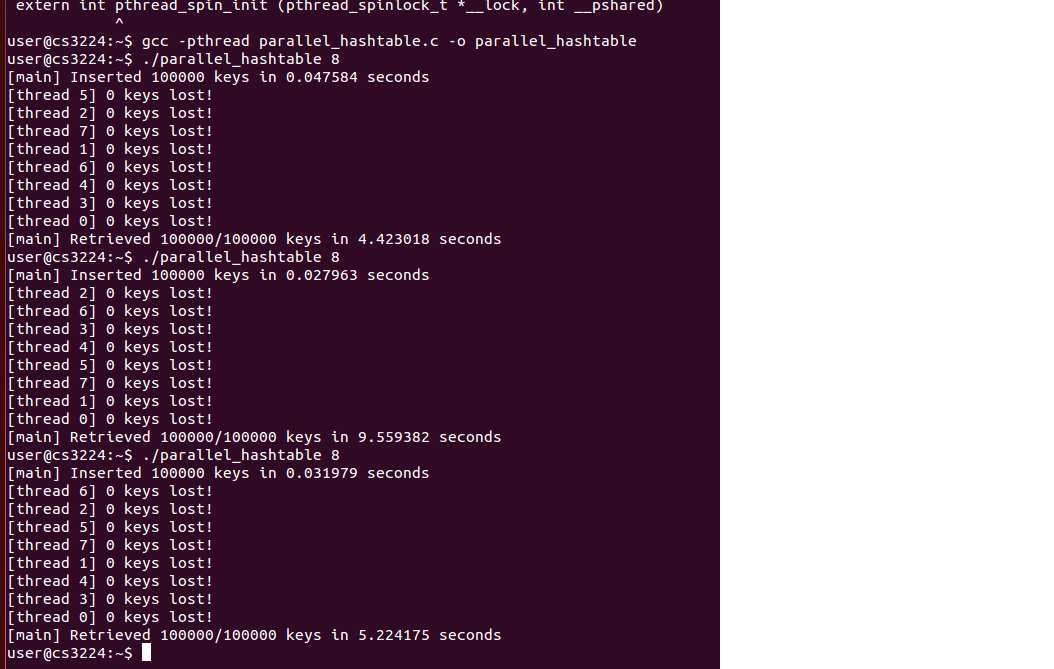 extern int pthread_spin_init (pthread_spinlock_t *__lock, int __pshared)
^
user@cs3224:~$ gcc -pthread parallel_hashtable.c -o parallel_hashtable
user@cs3224:~$ ./parallel_hashtable 8
[main] Inserted 100000 keys in 0.047584 seconds
[thread 5] 0 keys lost!
[thread 2] 0 keys lost!
[thread 7] 0 keys lost!
[thread 1] 0 keys lost!
[thread 6] 0 keys lost!
[thread 4] 0 keys lost!
[thread 3] 0 keys lost!
[thread 0] 0 keys lost!
[main] Retrieved 100000/100000 keys in 4.423018 seconds
user@cs3224:~$ ./parallel_hashtable 8
[main] Inserted 100000 keys in 0.027963 seconds
[thread 2] 0 keys lost!
[thread 6] 0 keys lost!
[thread 3] 0 keys lost!
[thread 4] 0 keys lost!
[thread 5] 0 keys lost!
[thread 7] 0 keys lost!
[thread 1] 0 keys lost!
[thread 0] 0 keys lost!
[main] Retrieved 100000/100000 keys in 9.559382 seconds
user@cs3224:~$ ./parallel_hashtable 8
[main] Inserted 100000 keys in 0.031979 seconds
[thread 6] 0 keys lost!
[thread 2] 0 keys lost!
[thread 5] 0 keys lost!
[thread 7] 0 keys lost!
[thread 1] 0 keys lost!
[thread 4] 0 keys lost!
[thread 3] 0 keys lost!
[thread 0] 0 keys lost!
[main] Retrieved 100000/100000 keys in 5.224175 seconds
user@cs3224:~$